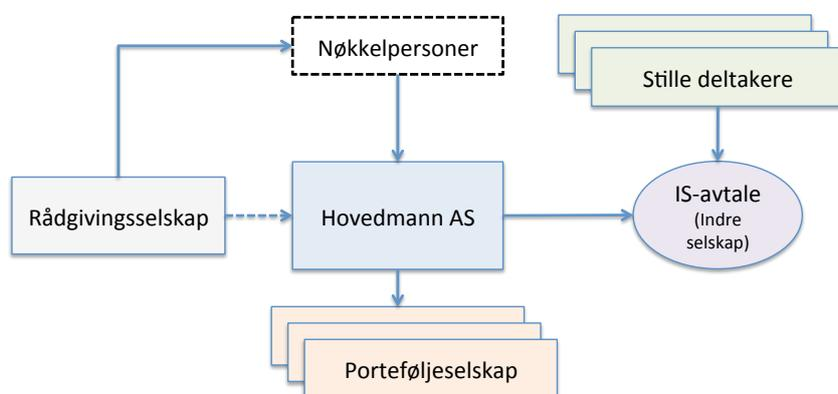 Nøkkelpersoner
Stille deltakere
Rådgivingsselskap
Hovedmann AS
IS-avtale
(Indre
selskap)
Porteføljeselskap